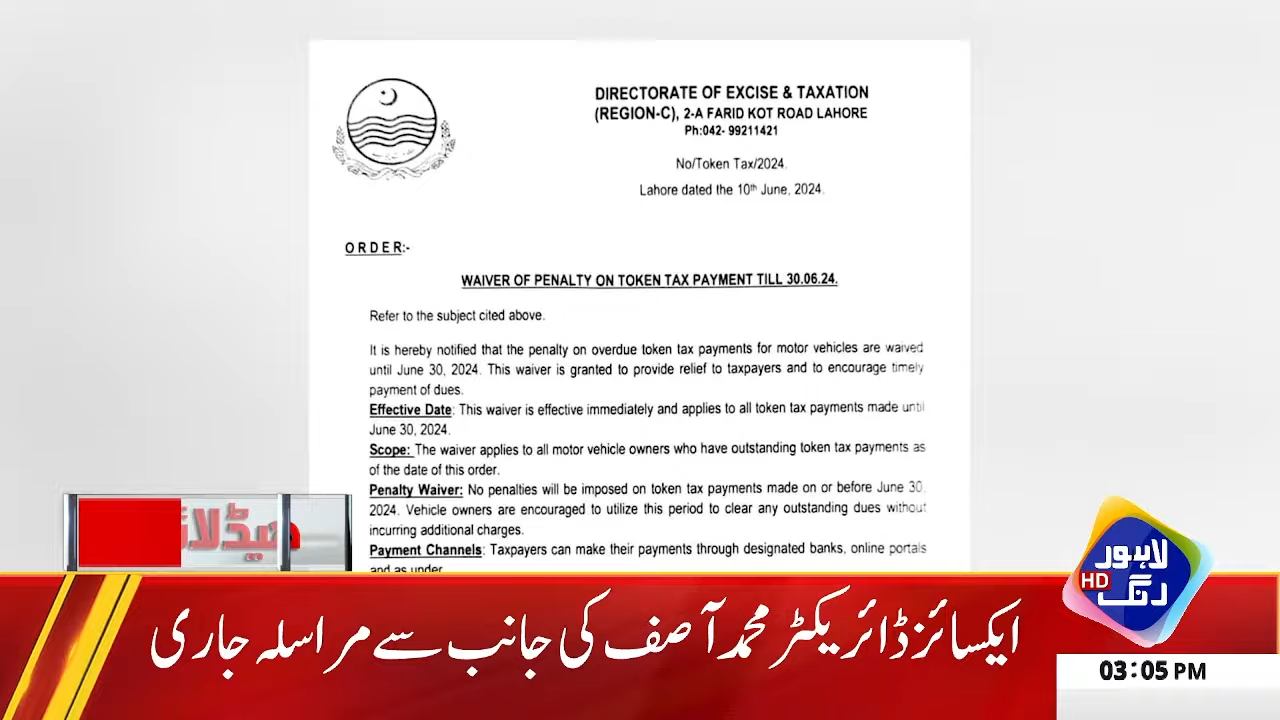 DIRECTORATE OF EXCISE & TAXATION
(REGION-C), 2-A FARID KOT ROAD LAHORE
Ph:042- 99211421
No/Token Tax/2024.
Lahore dated the 10th June, 2024.
ORDER:-
WAIVER OF PENALTY ON TOKEN TAX PAYMENT TILL 30.06.24.
Refer to the subject cited above.
It is hereby notified that the penalty on overdue token tax payments for motor vehicles are waived
until June 30, 2024. This waiver is granted to provide relief to taxpayers and to encourage timely
payment of dues.
Effective Date: This waiver is effective immediately and applies to all token tax payments made until
June 30, 2024.
Scope: The waiver applies to all motor vehicle owners who have outstanding token tax payments as
of the date of this order.
Penalty Waiver: No penalties will be imposed on token tax payments made on or before June 30,
2024. Vehicle owners are encouraged to utilize this period to clear any outstanding dues without
incurring additional charges.
Payment Channels: Taxpayers can make their payments through designated banks, online portals
and as under
لاہور
HD رنگ
ایکسائز ڈائریکٹر محمد آصف کی جانب سے مراسلہ جاری
03:05 PM